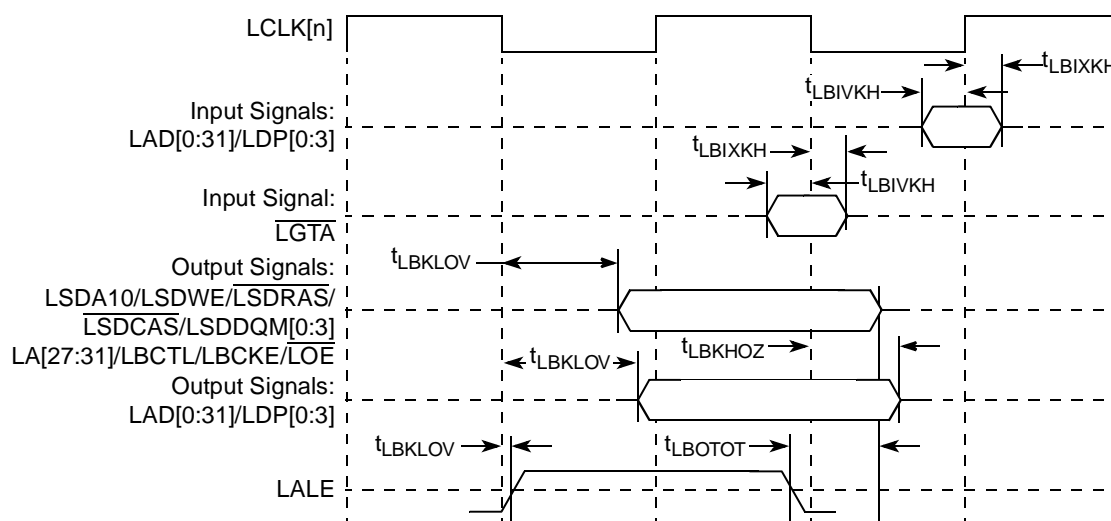 LCLK[n]
tLBIXKH
tLBIVKH
Input Signals:
LAD[0:31]/LDP[0:3]
tLBIXKH
tLBIVKH
Input Signal:
LGTA
tLBKLOV
Output Signals:
LSDA10/LSDWE/LSDRAS/
LSDCAS/LSDDQM[0:3]
LA[27:31]/LBCTL/LBCKE/LOE
tLBKHOZ
tLBKLOV
Output Signals:
LAD[0:31]/LDP[0:3]
tLBKLOV
tLBOTOT
LALE